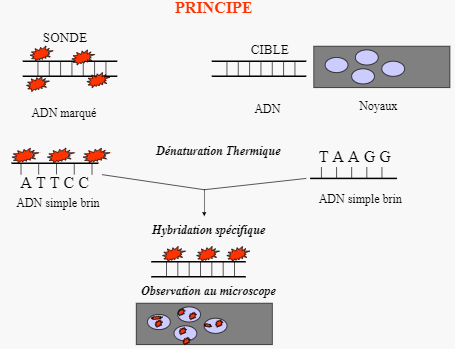 PRINCIPE
SONDE
CIBLE
ADN marqué
ADN
Noyaux
Dénaturation Thermique
A T T C C
T A A G G
ADN simple brin
ADN simple brin
Hybridation spécifique
Observation au microscope